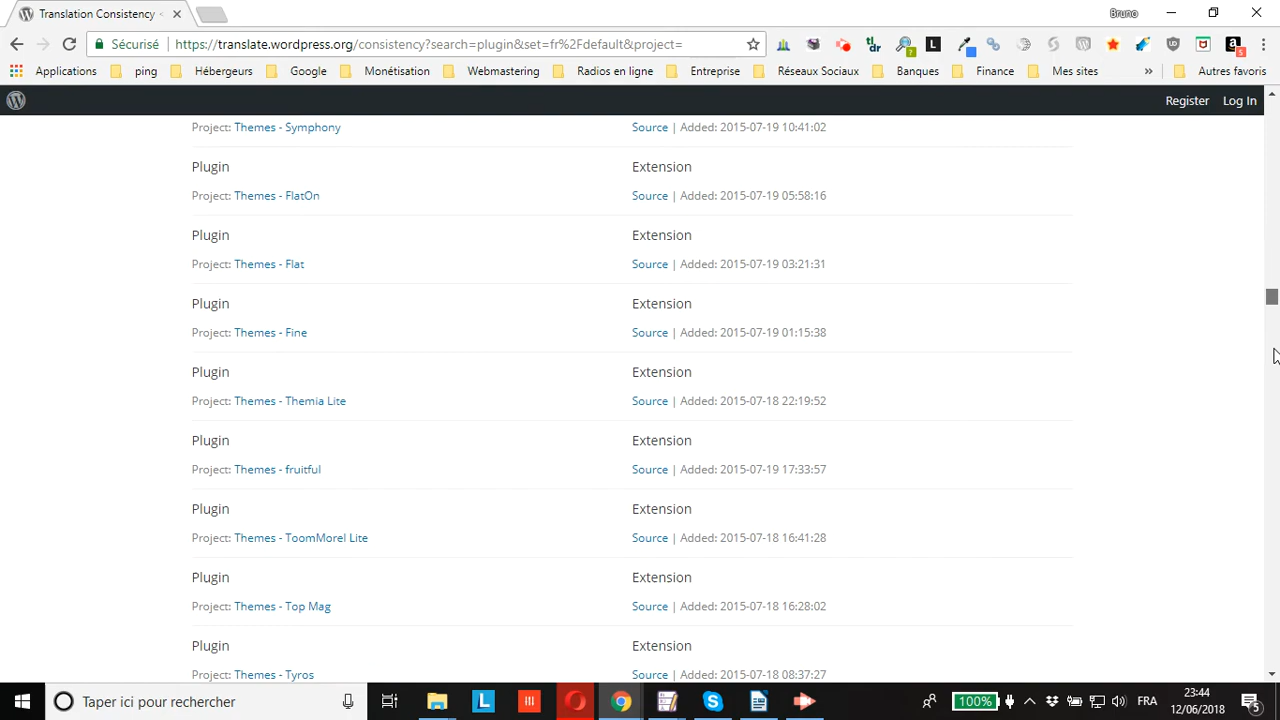 Translation Consistency
Bruno
Sécurisé https://translate.wordpress.org/consistency?search=plugin&set=fr%2Fdefault&project=
Applications ping Hébergeurs Google Monétisation Webmastering Radios en ligne Entreprise Réseaux Sociaux Banques Finance Mes sites » Autres favoris
Register Log In
Project: Themes - Symphony Source | Added: 2015-07-19 10:41:02
Plugin Extension
Project: Themes - FlatOn Source | Added: 2015-07-19 05:58:16
Plugin Extension
Project: Themes - Flat Source | Added: 2015-07-19 03:21:31
Plugin Extension
Project: Themes - Fine Source | Added: 2015-07-19 01:15:38
Plugin Extension
Project: Themes - Themia Lite Source | Added: 2015-07-18 22:19:52
Plugin Extension
Project: Themes - fruitful Source | Added: 2015-07-19 17:33:57
Plugin Extension
Project: Themes - ToomMorel Lite Source | Added: 2015-07-18 16:41:28
Plugin Extension
Project: Themes - Top Mag Source | Added: 2015-07-18 16:28:02
Plugin Extension
Project: Themes - Tyros Source | Added: 2015-07-18 08:37:27
Taper ici pour rechercher 100% FRA 23:44
12/06/2018 5